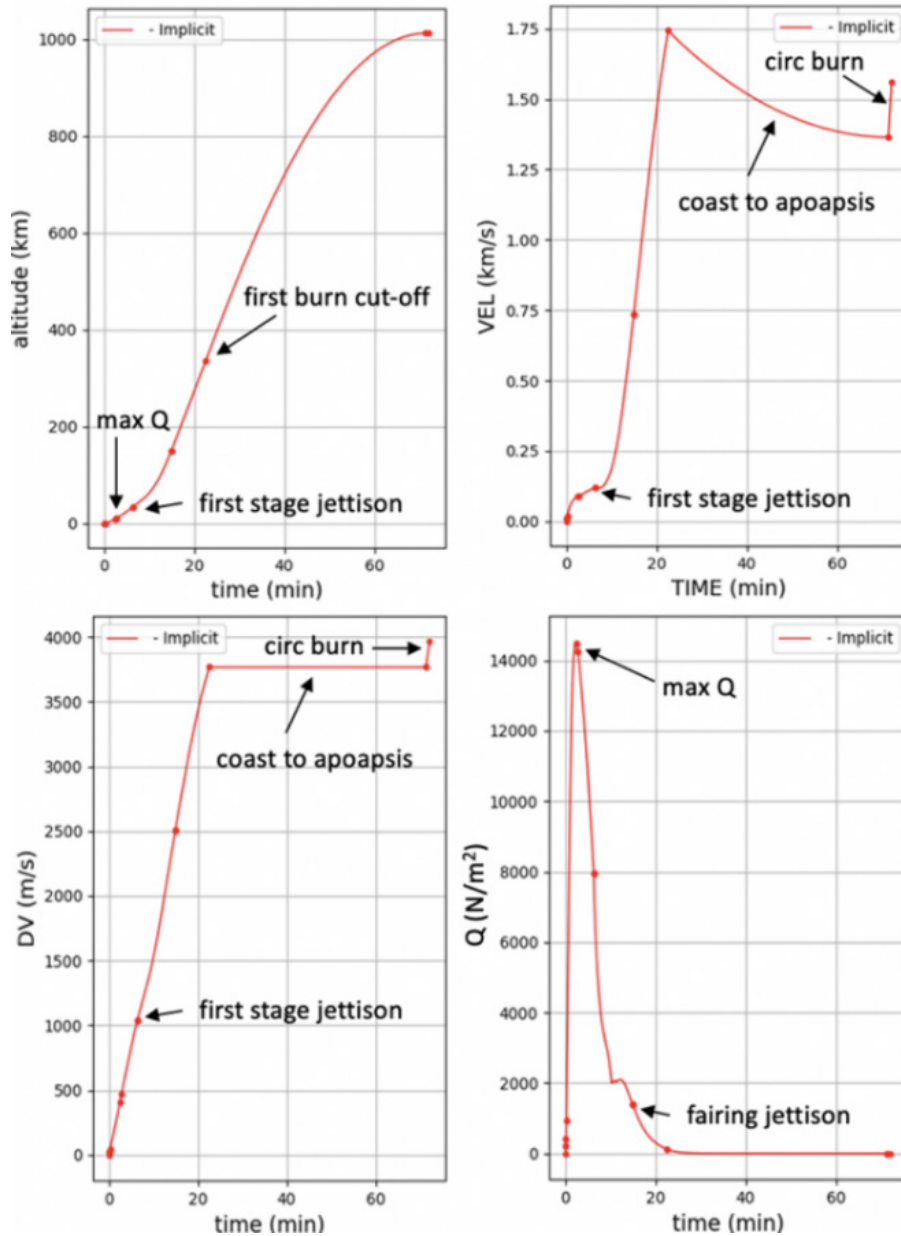 - Implicit
1000
800
600
400
200
0
altitude (km)
first burn cut-off
max Q
first stage jettison
0
20
40
60
time (min)
- Implicit
1.75
1.50
1.25
1.00
0.75
0.50
0.25
0.00
VEL (km/s)
circ burn
coast to apoapsis
first stage jettison
0
20
40
60
TIME (min)
- Implicit
4000
3500
3000
2500
2000
1500
1000
500
0
DV (m/s)
circ burn
coast to apoapsis
first stage jettison
0
20
40
60
time (min)
- Implicit
14000
12000
10000
8000
6000
4000
2000
0
Q (N/m²)
max Q
fairing jettison
0
20
40
60
time (min)